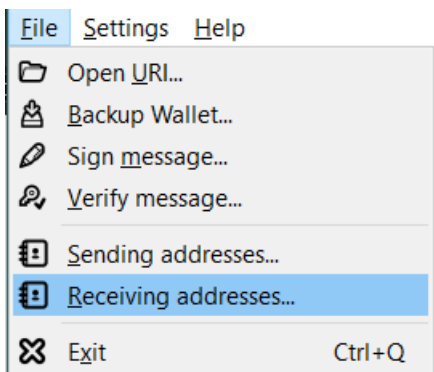 File Settings Help
Open URI...
Backup Wallet...
Sign message...
Verify message...
Sending addresses...
Receiving addresses...
Exit Ctrl+Q